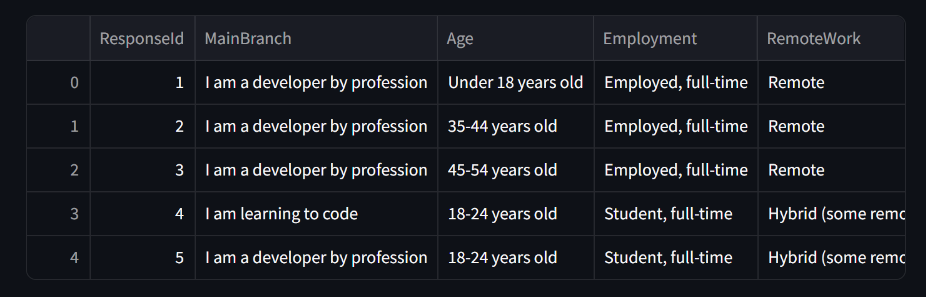 ResponseId MainBranch Age Employment RemoteWork
0 1 I am a developer by profession Under 18 years old Employed, full-time Remote
1 2 I am a developer by profession 35-44 years old Employed, full-time Remote
2 3 I am a developer by profession 45-54 years old Employed, full-time Remote
3 4 I am learning to code 18-24 years old Student, full-time Hybrid (some remo
4 5 I am a developer by profession 18-24 years old Student, full-time Hybrid (some remo